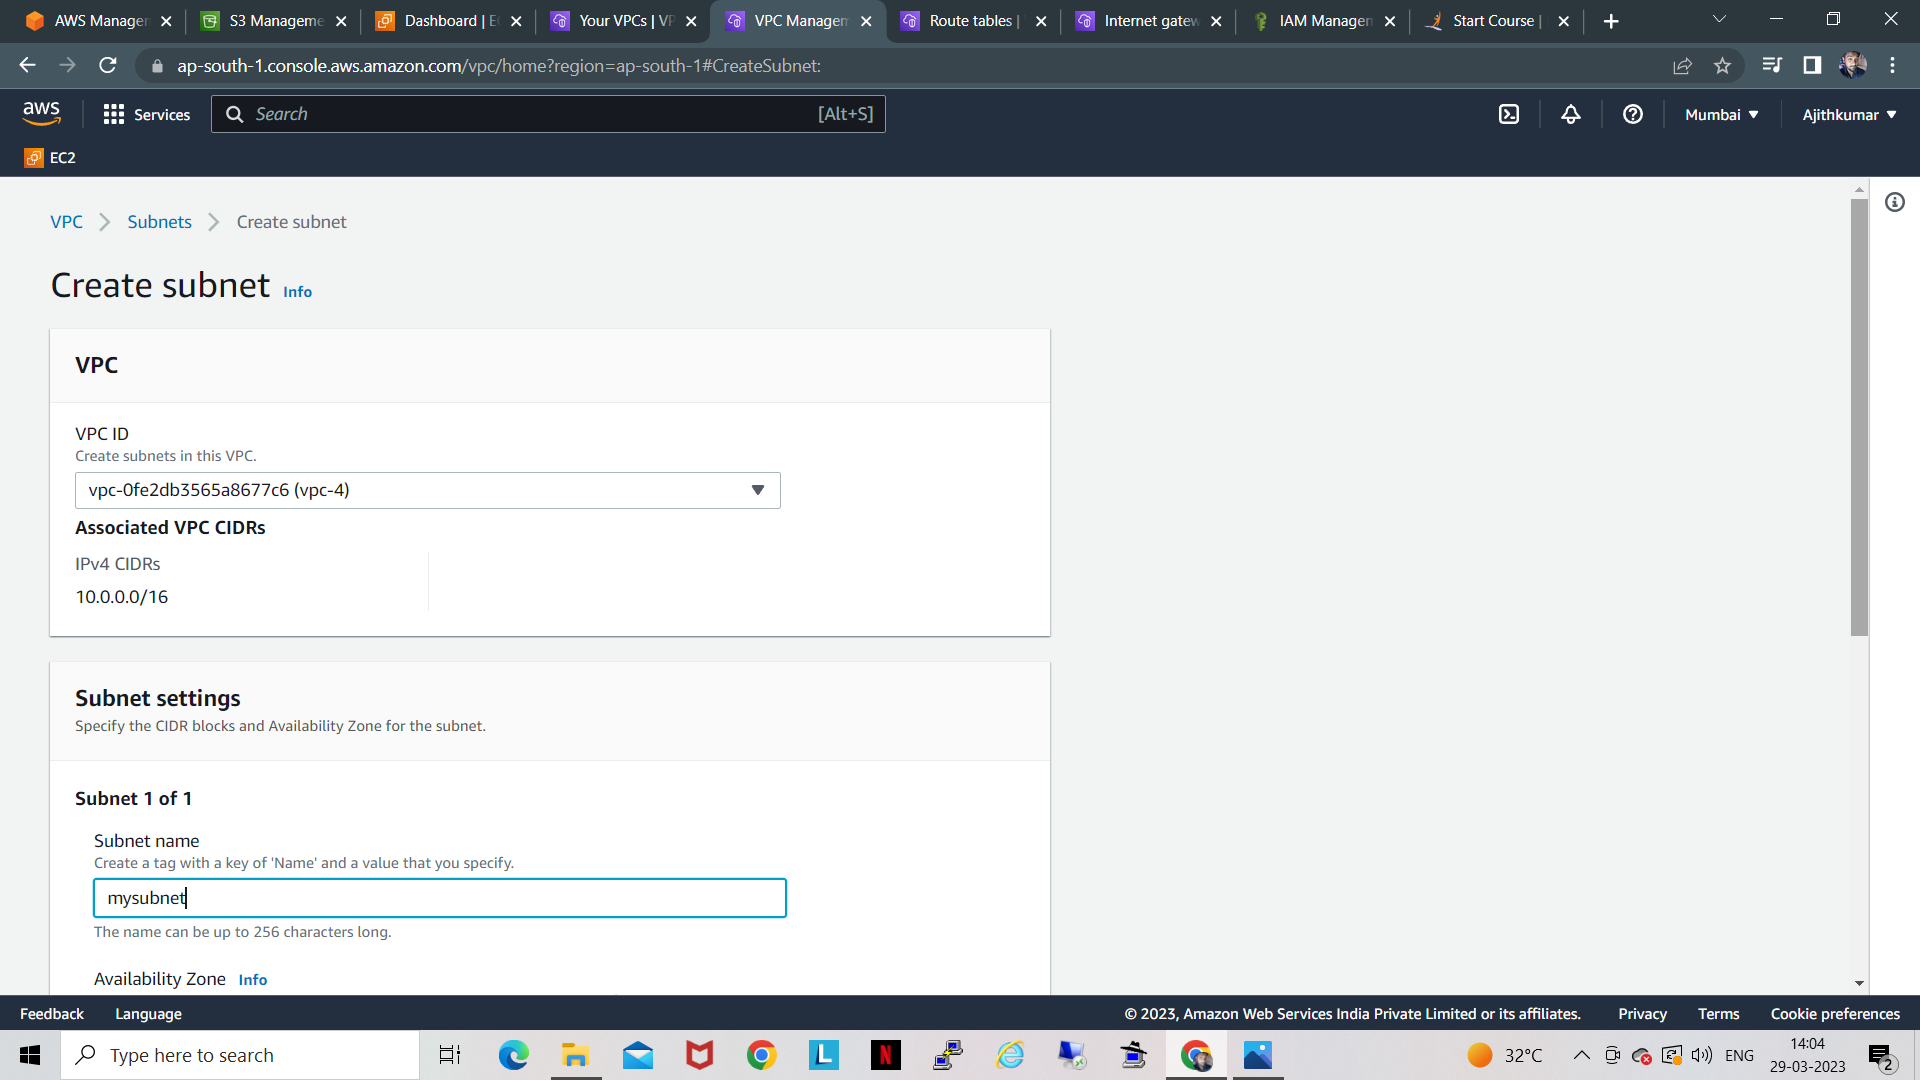 AWS Manager
S3 Manageme
Dashboard | E
Your VPCs | VP
VPC Managem
Route tables |
Internet gatew
IAM Managem
Start Course |
ap-south-1.console.aws.amazon.com/vpc/home?region=ap-south-1#CreateSubnet:
aws
Services
Search
[Alt+S]
Mumbai
Ajithkumar
EC2
VPC
Subnets
Create subnet
Create subnet Info
VPC
VPC ID
Create subnets in this VPC.
vpc-0fe2db3565a8677c6 (vpc-4)
Associated VPC CIDRs
IPv4 CIDRs
10.0.0.0/16
Subnet settings
Specify the CIDR blocks and Availability Zone for the subnet.
Subnet 1 of 1
Subnet name
Create a tag with a key of 'Name' and a value that you specify.
mysubnet
The name can be up to 256 characters long.
Availability Zone Info
Feedback
Language
© 2023, Amazon Web Services India Private Limited or its affiliates.
Privacy
Terms
Cookie preferences
Type here to search
L
N
32°C
ENG
14:04
29-03-2023
2